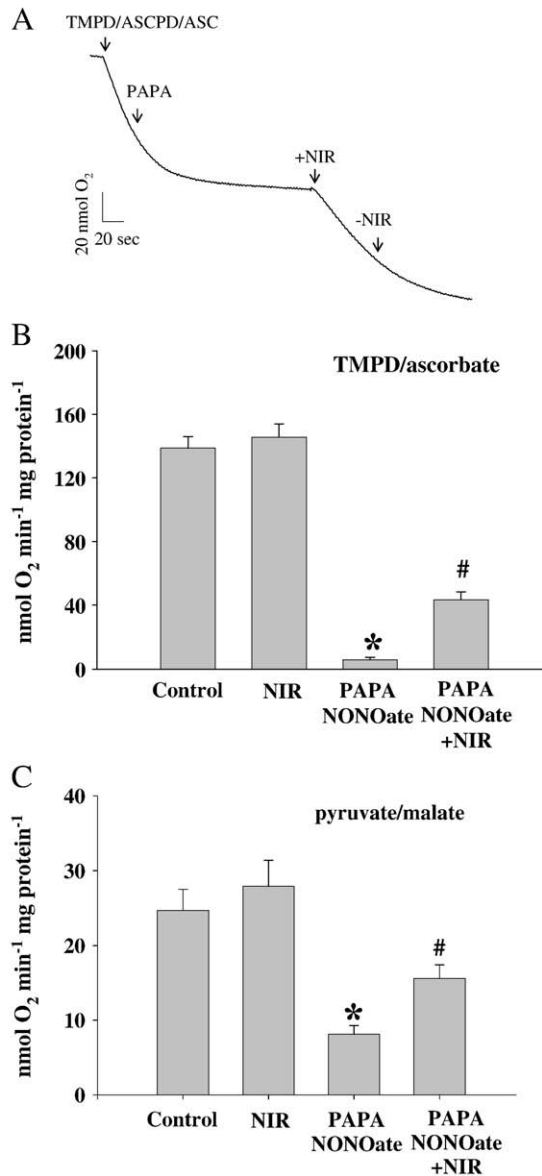 A
TMPD/ASCPD/ASC
PAPA
+NIR
-NIR
20 nmol O₂
20 sec
B
TMPD/ascorbate
nmol O₂ min⁻¹ mg protein⁻¹
200
160
120
80
40
0
*
#
Control NIR PAPA NONOate PAPA NONOate +NIR
C
pyruvate/malate
nmol O₂ min⁻¹ mg protein⁻¹
40
30
20
10
0
*
#
Control NIR PAPA NONOate PAPA NONOate +NIR